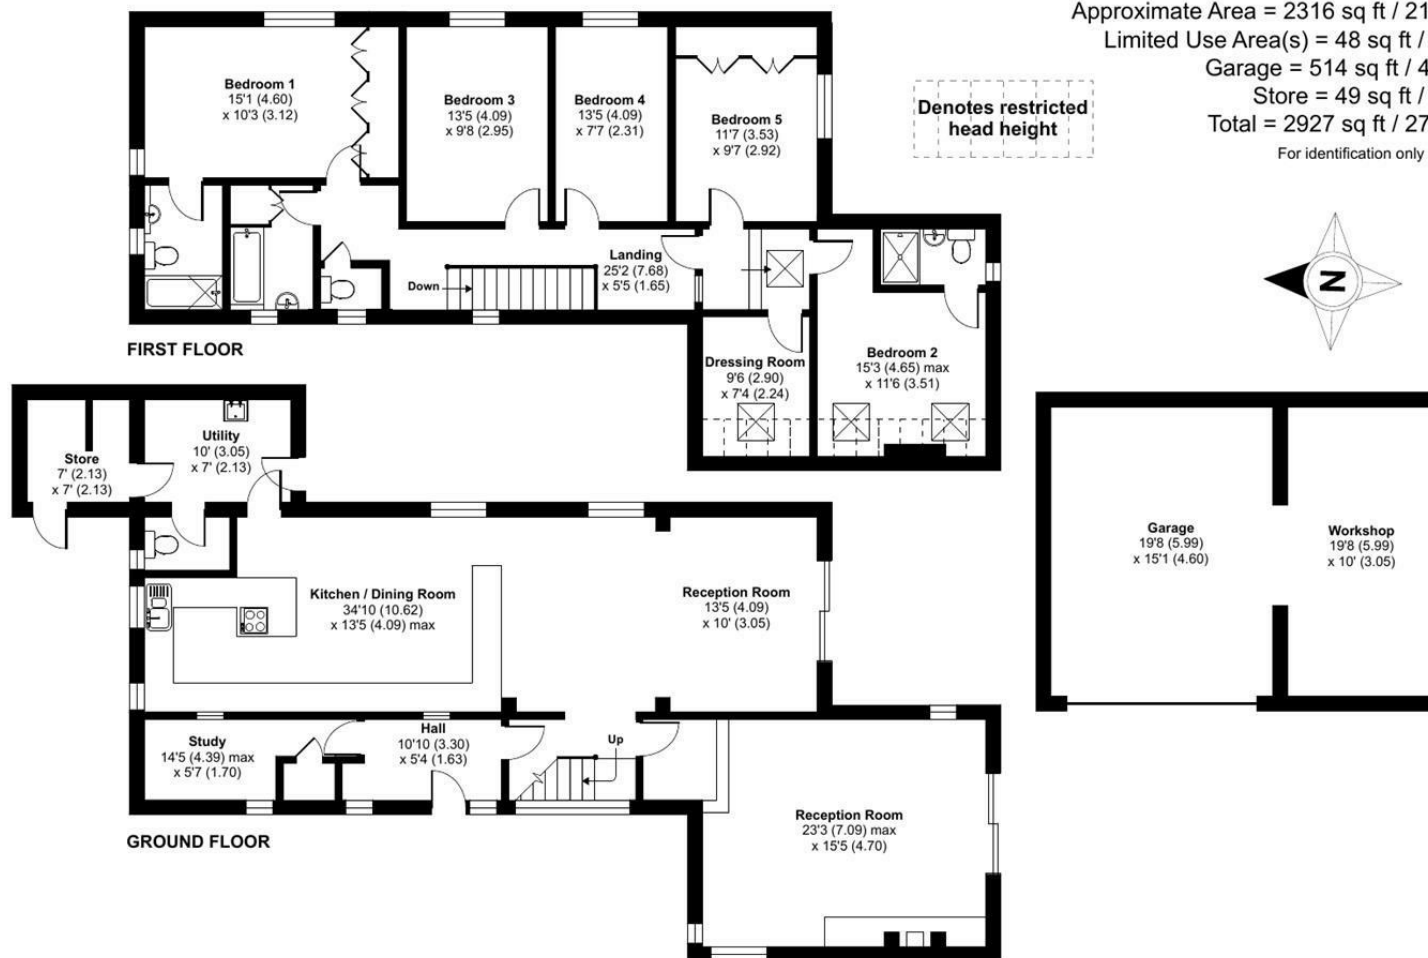 Approximate Area = 2316 sq ft / 21
Limited Use Area(s) = 48 sq ft /
Garage = 514 sq ft / 4
Store = 49 sq ft /
Total = 2927 sq ft / 27
For identification only
Denotes restricted
head height
N
Bedroom 1
15'1 (4.60)
x 10'3 (3.12)
Bedroom 3
13'5 (4.09)
x 9'8 (2.95)
Bedroom 4
13'5 (4.09)
x 7'7 (2.31)
Bedroom 5
11'7 (3.53)
x 9'7 (2.92)
Landing
25'2 (7.68)
x 5'5 (1.65)
Down
Dressing Room
9'6 (2.90)
x 7'4 (2.24)
Bedroom 2
15'3 (4.65) max
x 11'6 (3.51)
FIRST FLOOR
Store
7' (2.13)
x 7' (2.13)
Utility
10' (3.05)
x 7' (2.13)
Kitchen / Dining Room
34'10 (10.62)
x 13'5 (4.09) max
Reception Room
13'5 (4.09)
x 10' (3.05)
Study
14'5 (4.39) max
x 5'7 (1.70)
Hall
10'10 (3.30)
x 5'4 (1.63)
Up
Reception Room
23'3 (7.09) max
x 15'5 (4.70)
GROUND FLOOR
Garage
19'8 (5.99)
x 15'1 (4.60)
Workshop
19'8 (5.99)
x 10' (3.05)